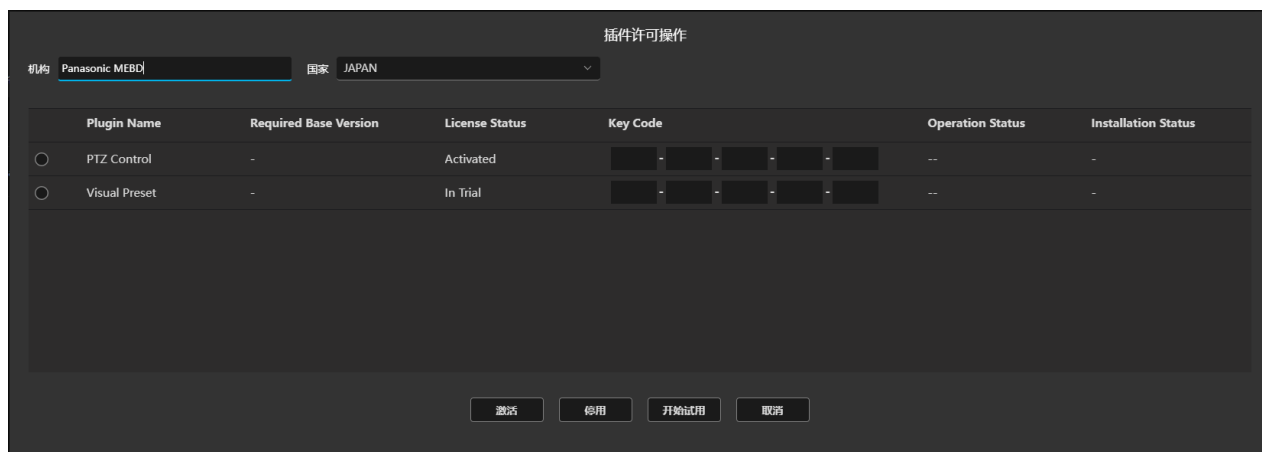 插件许可操作
机构 Panasonic MEBD 国家 JAPAN
Plugin Name Required Base Version License Status Key Code Operation Status Installation Status
PTZ Control - Activated - - - - -- -
Visual Preset - In Trial - - - - -- -
激活 停用 开始试用 取消